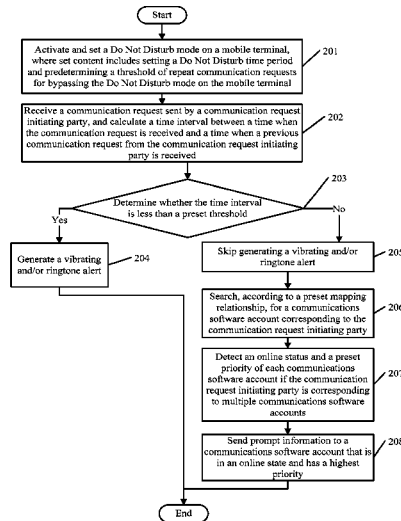 Start
Activate and set a Do Not Disturb mode on a mobile terminal,
where set content includes setting a Do Not Disturb time period
and predetermining a threshold of repeat communication requests
for bypassing the Do Not Disturb mode on the mobile terminal
201
Receive a communication request sent by a communication request
initiating party, and calculate a time interval between a time when
the communication request is received and a time when a previous
communication request from the communication request
initiating party is received
202
203
Determine whether the time interval
is less than a preset threshold
Yes
No
Generate a vibrating
and/or ringtone alert
204
Skip generating a vibrating and/or
ringtone alert
205
Search, according to a preset mapping
relationship, for a communications
software account corresponding to the
communication request initiating party
206
Detect an online status and a preset
priority of each communications
software account if the communication
request initiating party is corresponding
to multiple communications software
accounts
207
Send prompt information to a
communications software account that is
in an online state and has a highest
priority
208
End